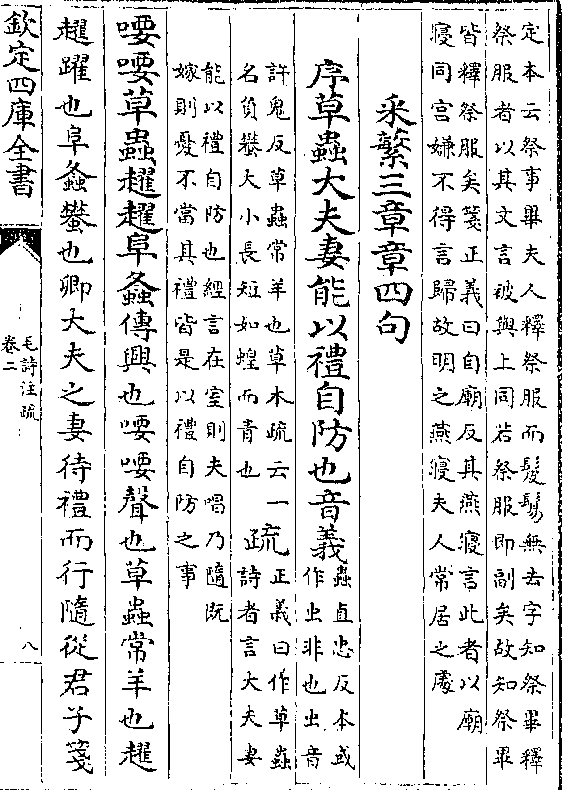 定本云祭事畢夫人釋祭服而髲髢無去字知祭畢釋
祭服者以其文言被與上同若祭服即副矣故知祭畢
皆釋祭服矣箋正義曰自廟反其燕寢言此者以廟
寢同宫嫌不得言歸故明之燕寢夫人常居之處
采蘩三章章四句
序草蟲大夫妻能以禮自防也音義
蟲直忠反本或
作虫非也虫音
許鬼反草蟲常羊也草木疏云一
名負蠜大小長短如蝗而青也
疏
正義曰作草蟲
詩者言大夫妻
能以禮自防也經言在室則夫唱乃隨既
嫁則憂不當其禮皆是以禮自防之事
喓喓草蟲趯趯阜螽傳興也喓喓聲也草蟲常羊也趯
趯躍也阜螽蠜也卿大夫之妻待禮而行隨從君子箋
欽定四庫全書
毛詩注疏
卷二
八